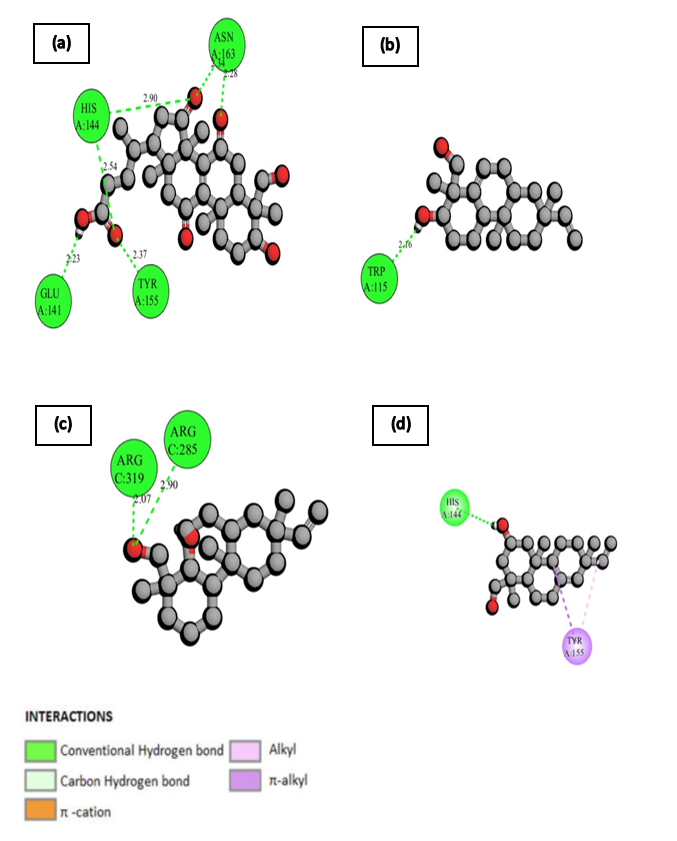 (a)
ASN
A:163
2.34
2.28
2.90
HIS
A:144
2.54
2.23
2.37
GLU
A:141
TYR
A:155
(b)
2.16
TRP
A:115
(c)
ARG
C:319
ARG
C:285
2.07
2.90
(d)
HIS
A:144
TYR
A:155
INTERACTIONS
Conventional Hydrogen bond
Alkyl
Carbon Hydrogen bond
π-alkyl
π -cation